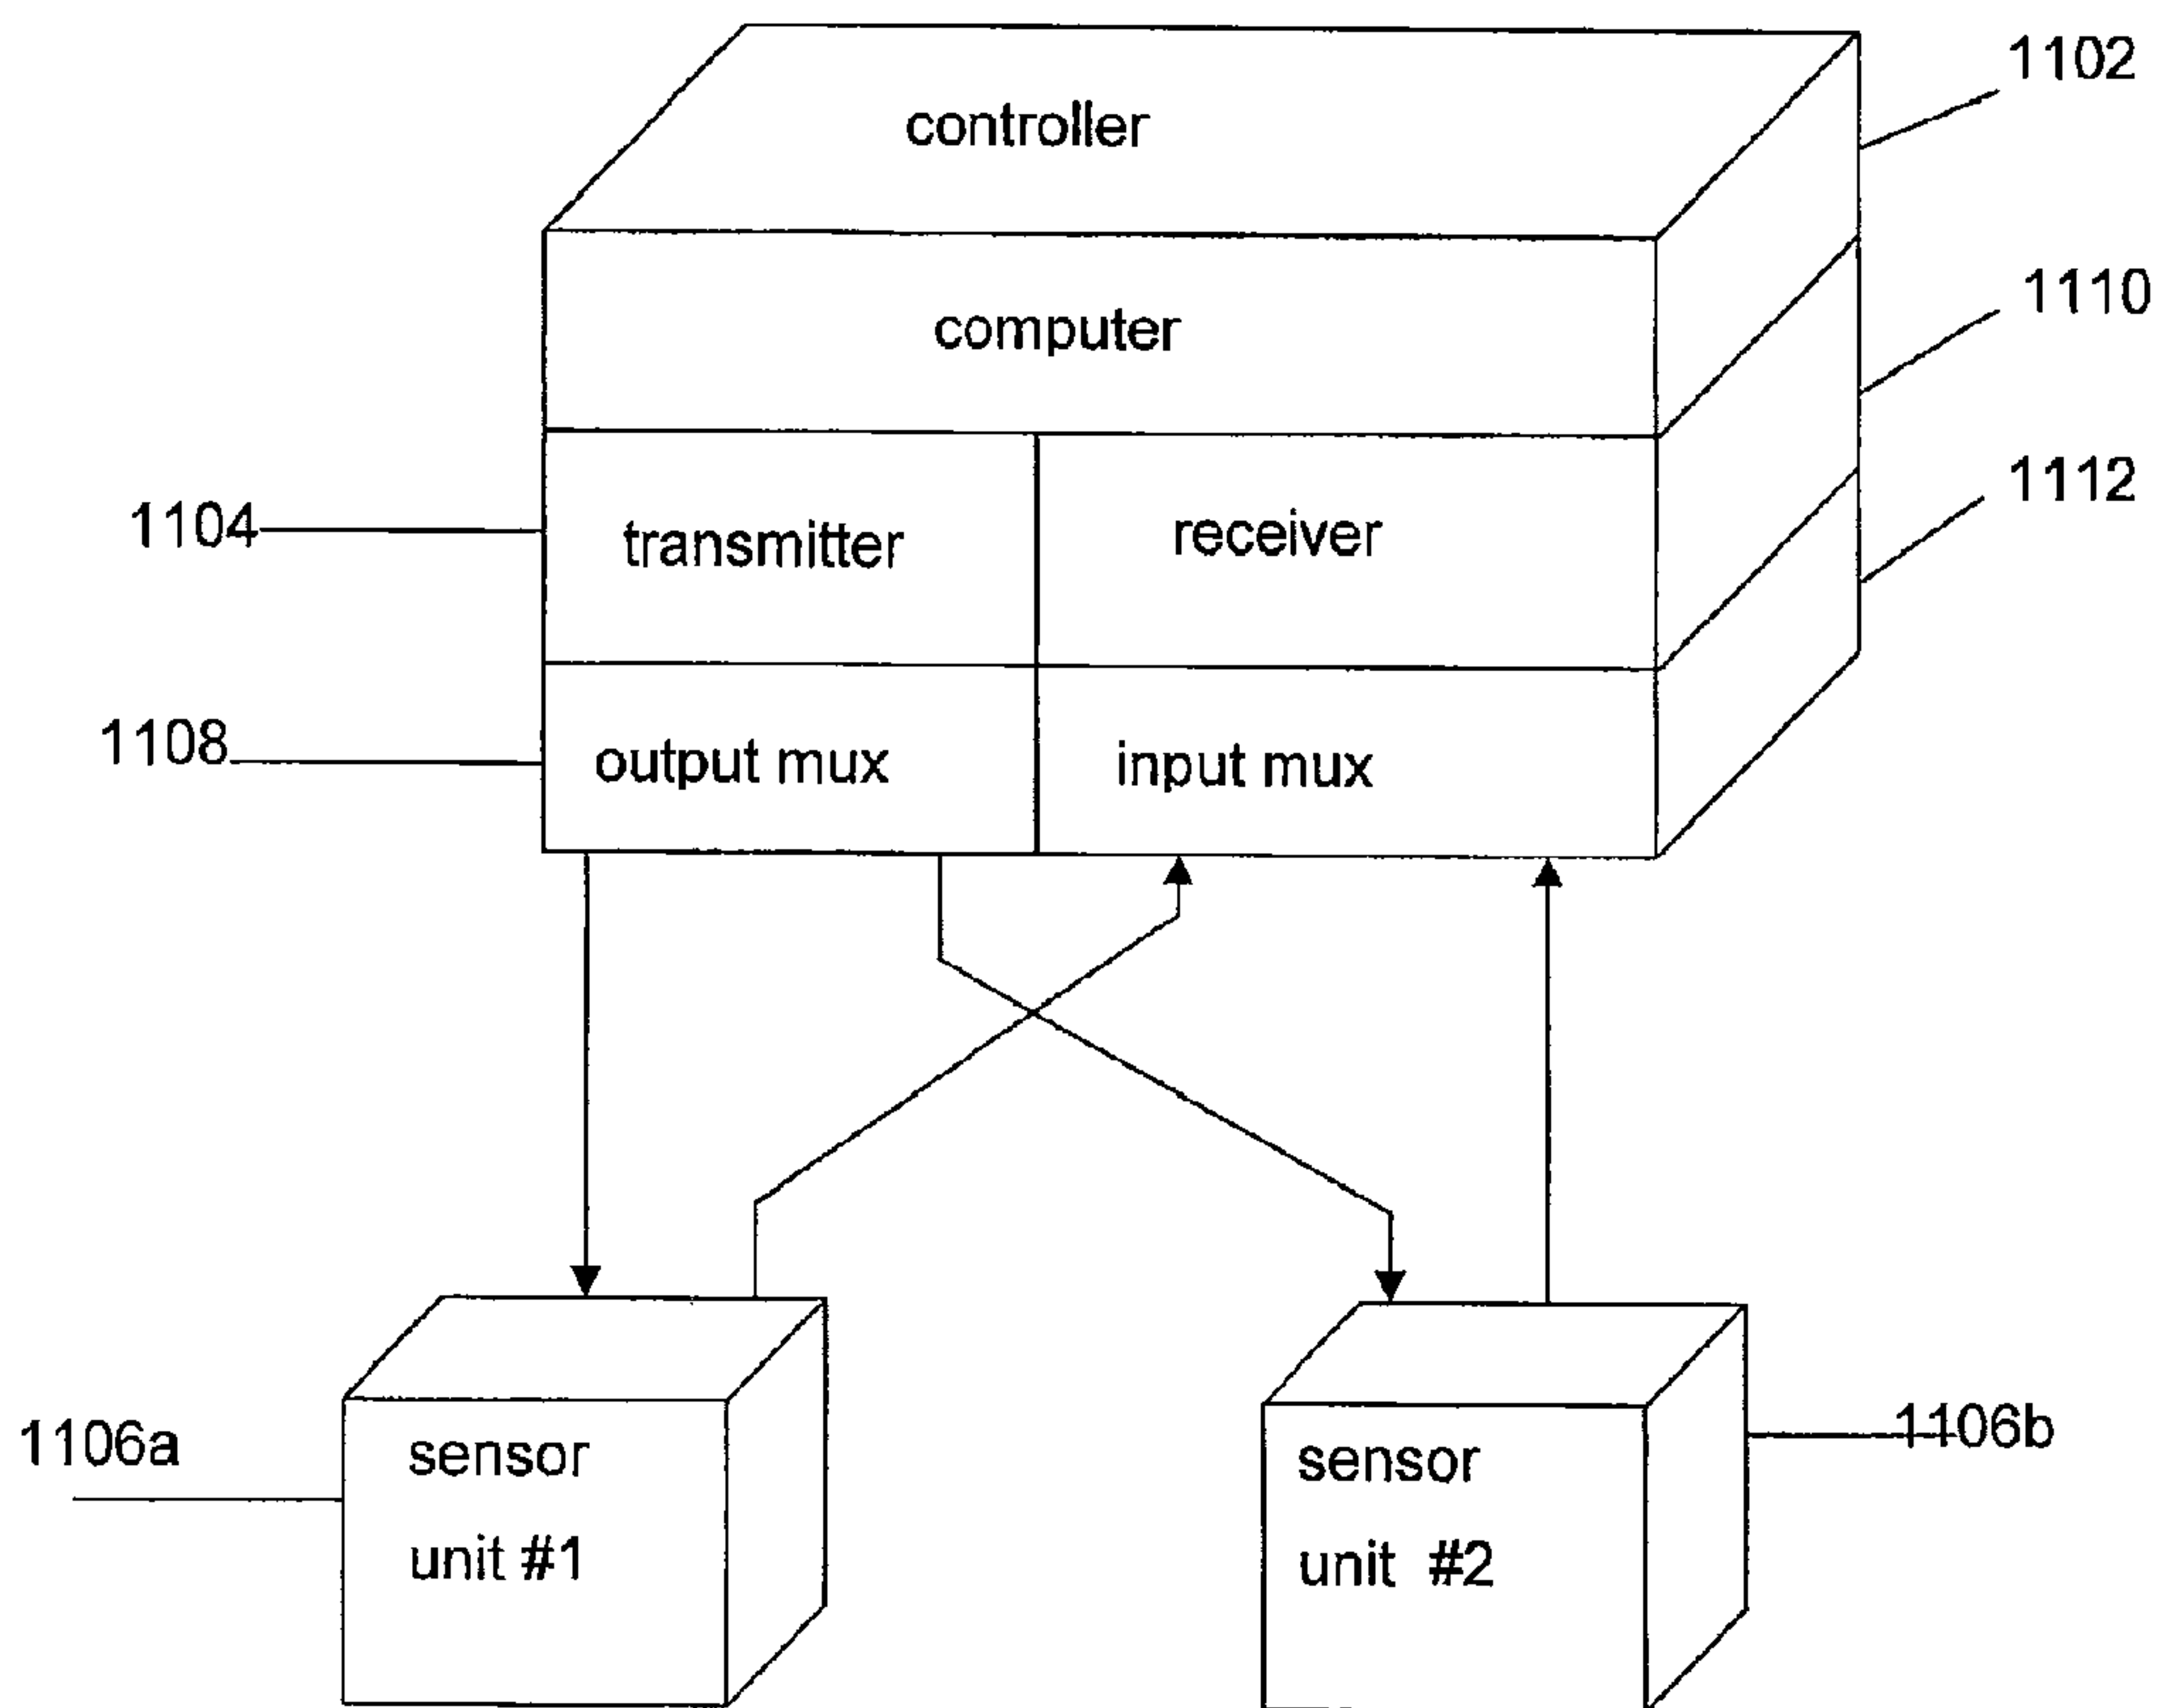 controller
1102
computer
1110
1104
transmitter
receiver
1112
1108
output mux
input mux
1106a
sensor
unit #1
sensor
unit #2
1106b